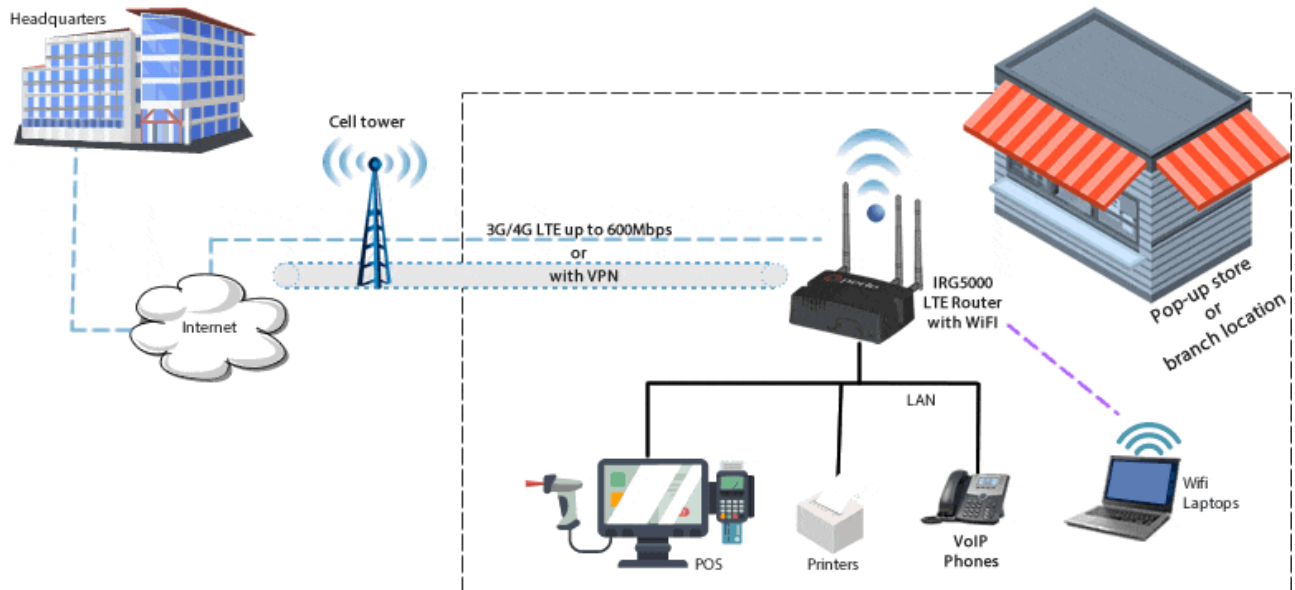 Headquarters
Cell tower
3G/4G LTE up to 600Mbps
or
with VPN
Internet
perle
IRG5000
LTE Router
with WiFI
Pop-up store
or
branch location
LAN
POS
Printers
VoIP
Phones
Wifi
Laptops